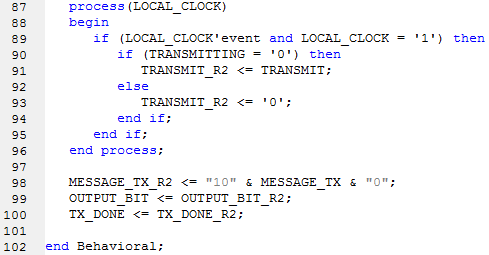 87 process(LOCAL_CLOCK)
88 begin
89 if (LOCAL_CLOCK'event and LOCAL_CLOCK = '1') then
90 if (TRANSMITTING = '0') then
91 TRANSMIT_R2 <= TRANSMIT;
92 else
93 TRANSMIT_R2 <= '0';
94 end if;
95 end if;
96 end process;
97
98 MESSAGE_TX_R2 <= "10" & MESSAGE_TX & "0";
99 OUTPUT_BIT <= OUTPUT_BIT_R2;
100 TX_DONE <= TX_DONE_R2;
101
102 end Behavioral;